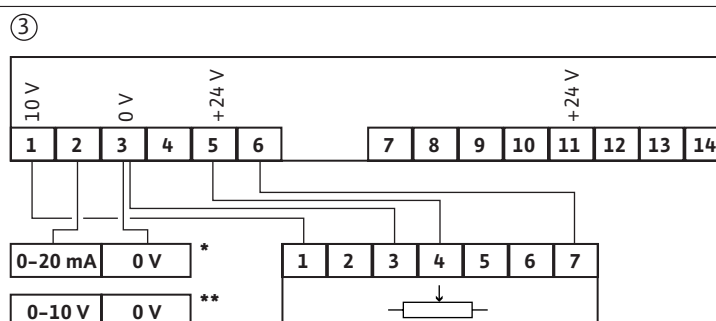 ③
10 V 0 V +24 V +24 V
1 2 3 4 5 6 7 8 9 10 11 12 13 14
0–20 mA 0 V * 1 2 3 4 5 6 7
0–10 V 0 V **